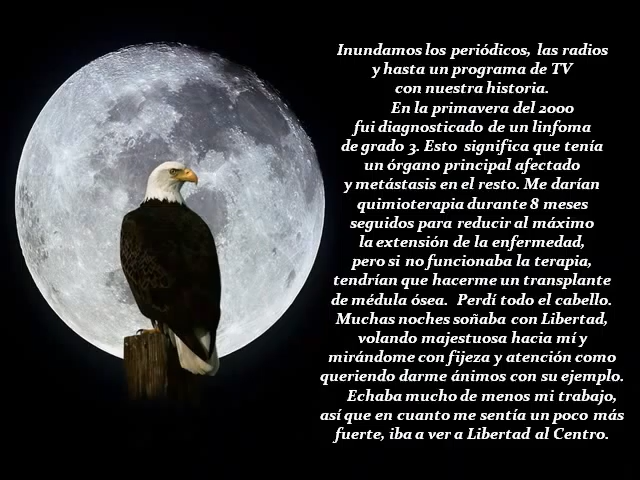 Inundamos los periódicos, las radios
y hasta un programa de TV
con nuestra historia.
En la primavera del 2000
fui diagnosticado de un linfoma
de grado 3. Esto significa que tenía
un órgano principal afectado
y metástasis en el resto. Me darían
quimioterapia durante 8 meses
seguidos para reducir al máximo
la extensión de la enfermedad,
pero si no funcionaba la terapia,
tendrían que hacerme un transplante
de médula ósea. Perdí todo el cabello.
Muchas noches soñaba con Libertad,
volando majestuosa hacia mí y
mirándome con fijeza y atención como
queriendo darme ánimos con su ejemplo.
Echaba mucho de menos mi trabajo,
así que en cuanto me sentía un poco más
fuerte, iba a ver a Libertad al Centro.